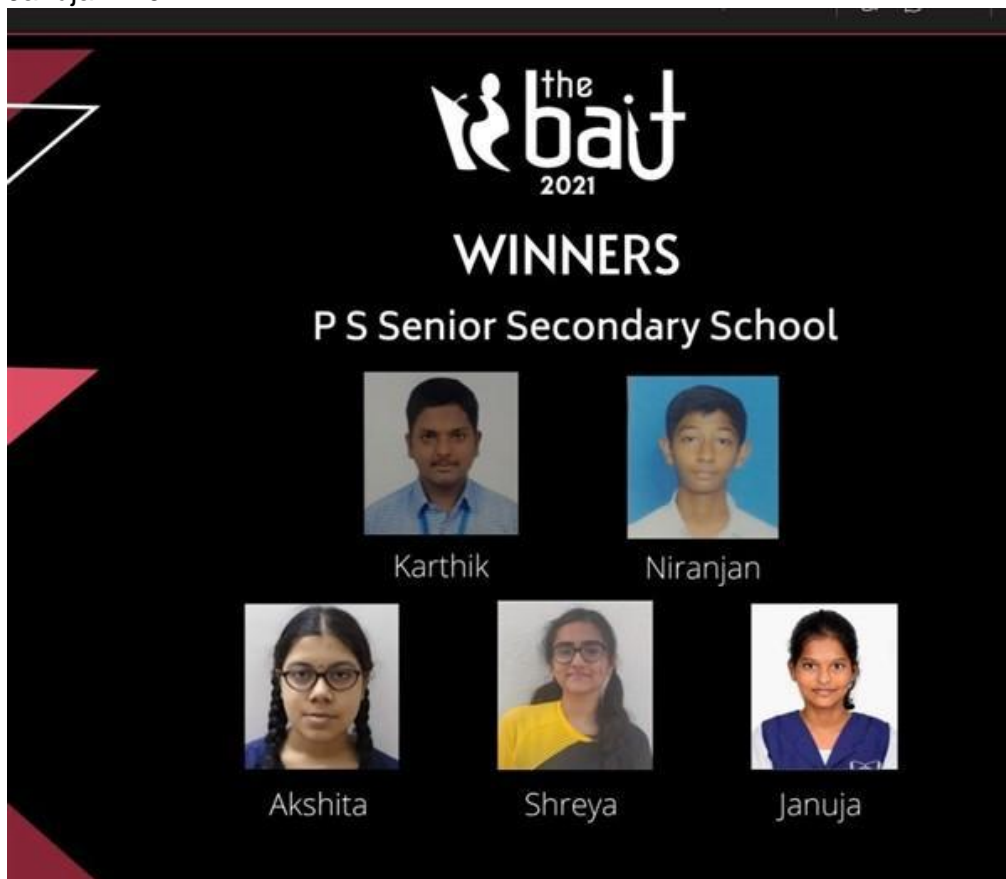 the
bait
2021
WINNERS
P S Senior Secondary School
Karthik Niranjan
Akshita Shreya Januja